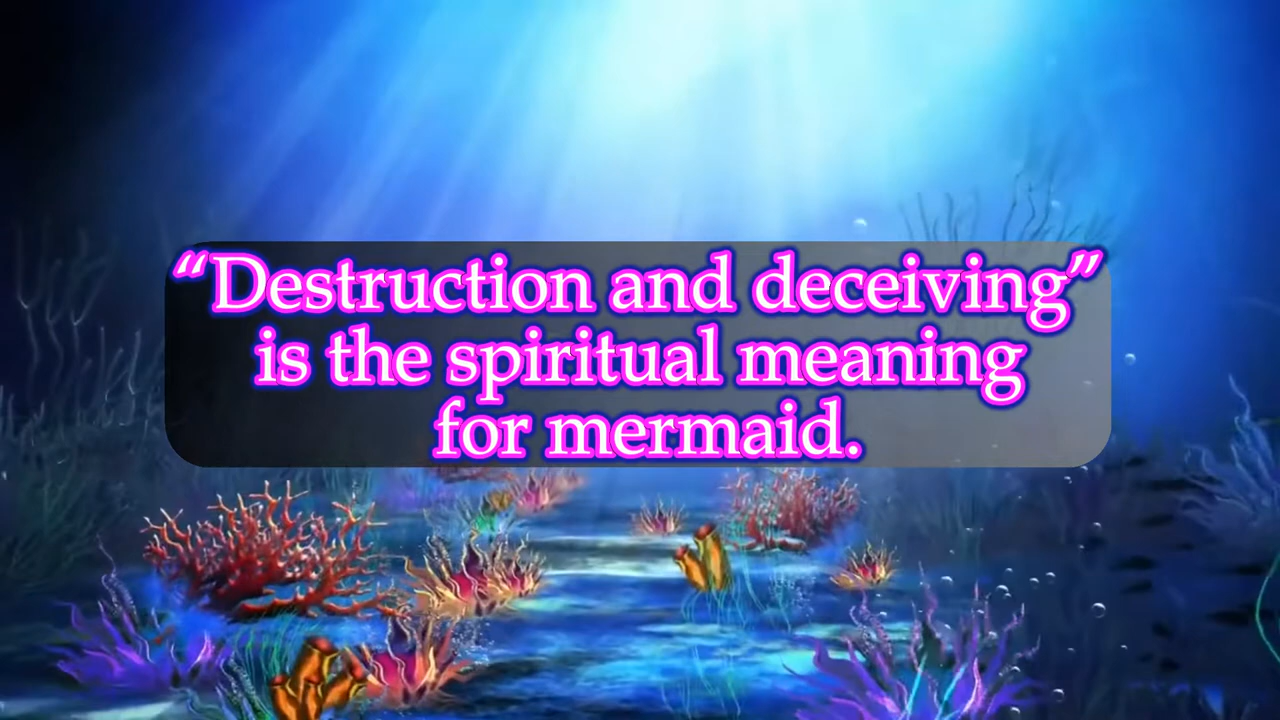 “Destruction and deceiving”
is the spiritual meaning
for mermaid.